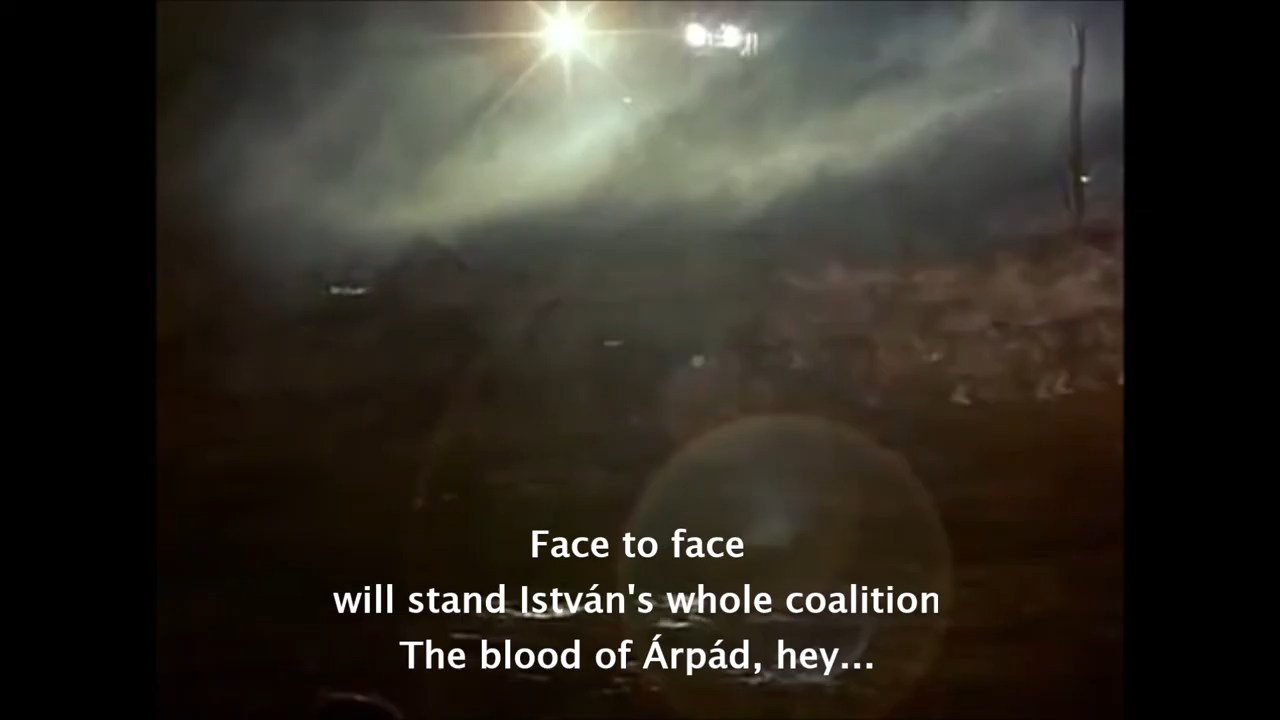 Face to face
will stand István's whole coalition
The blood of Árpád, hey...